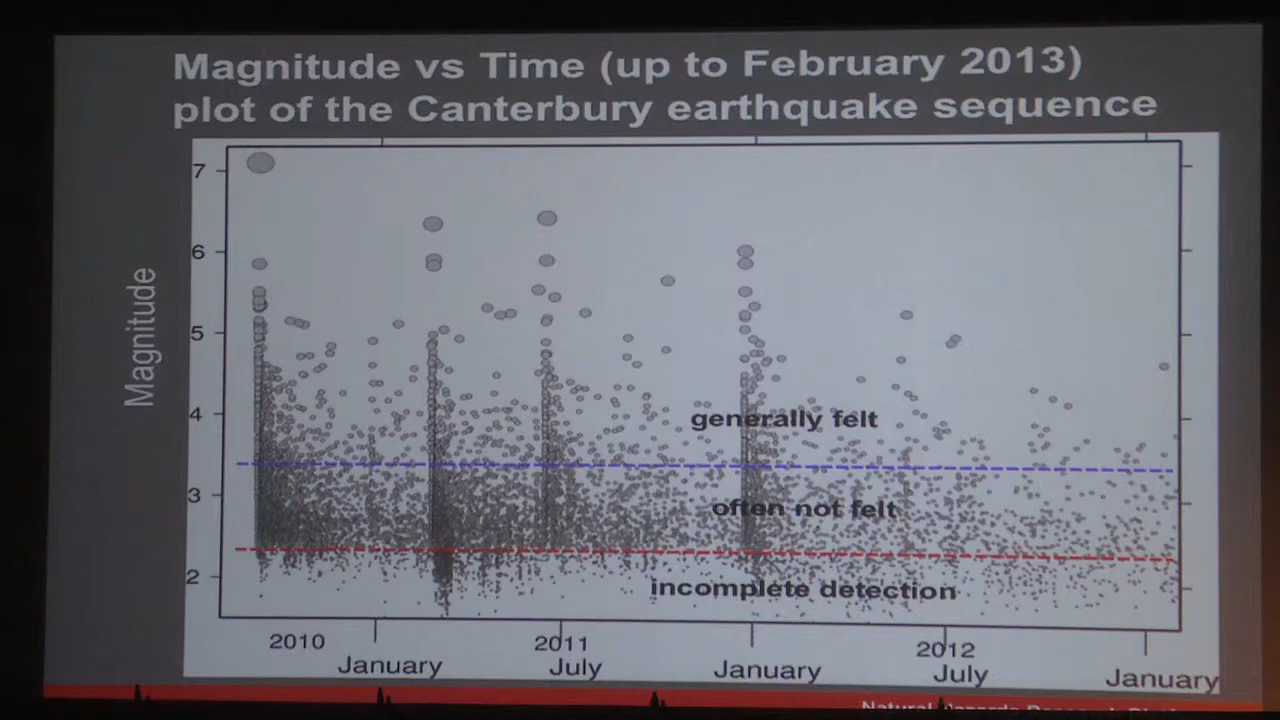 Magnitude vs Time (up to February 2013)
plot of the Canterbury earthquake sequence
Magnitude
7
6
5
4
3
2
generally felt
often not felt
incomplete detection
2010 2011 2012
January July January July January
Natural